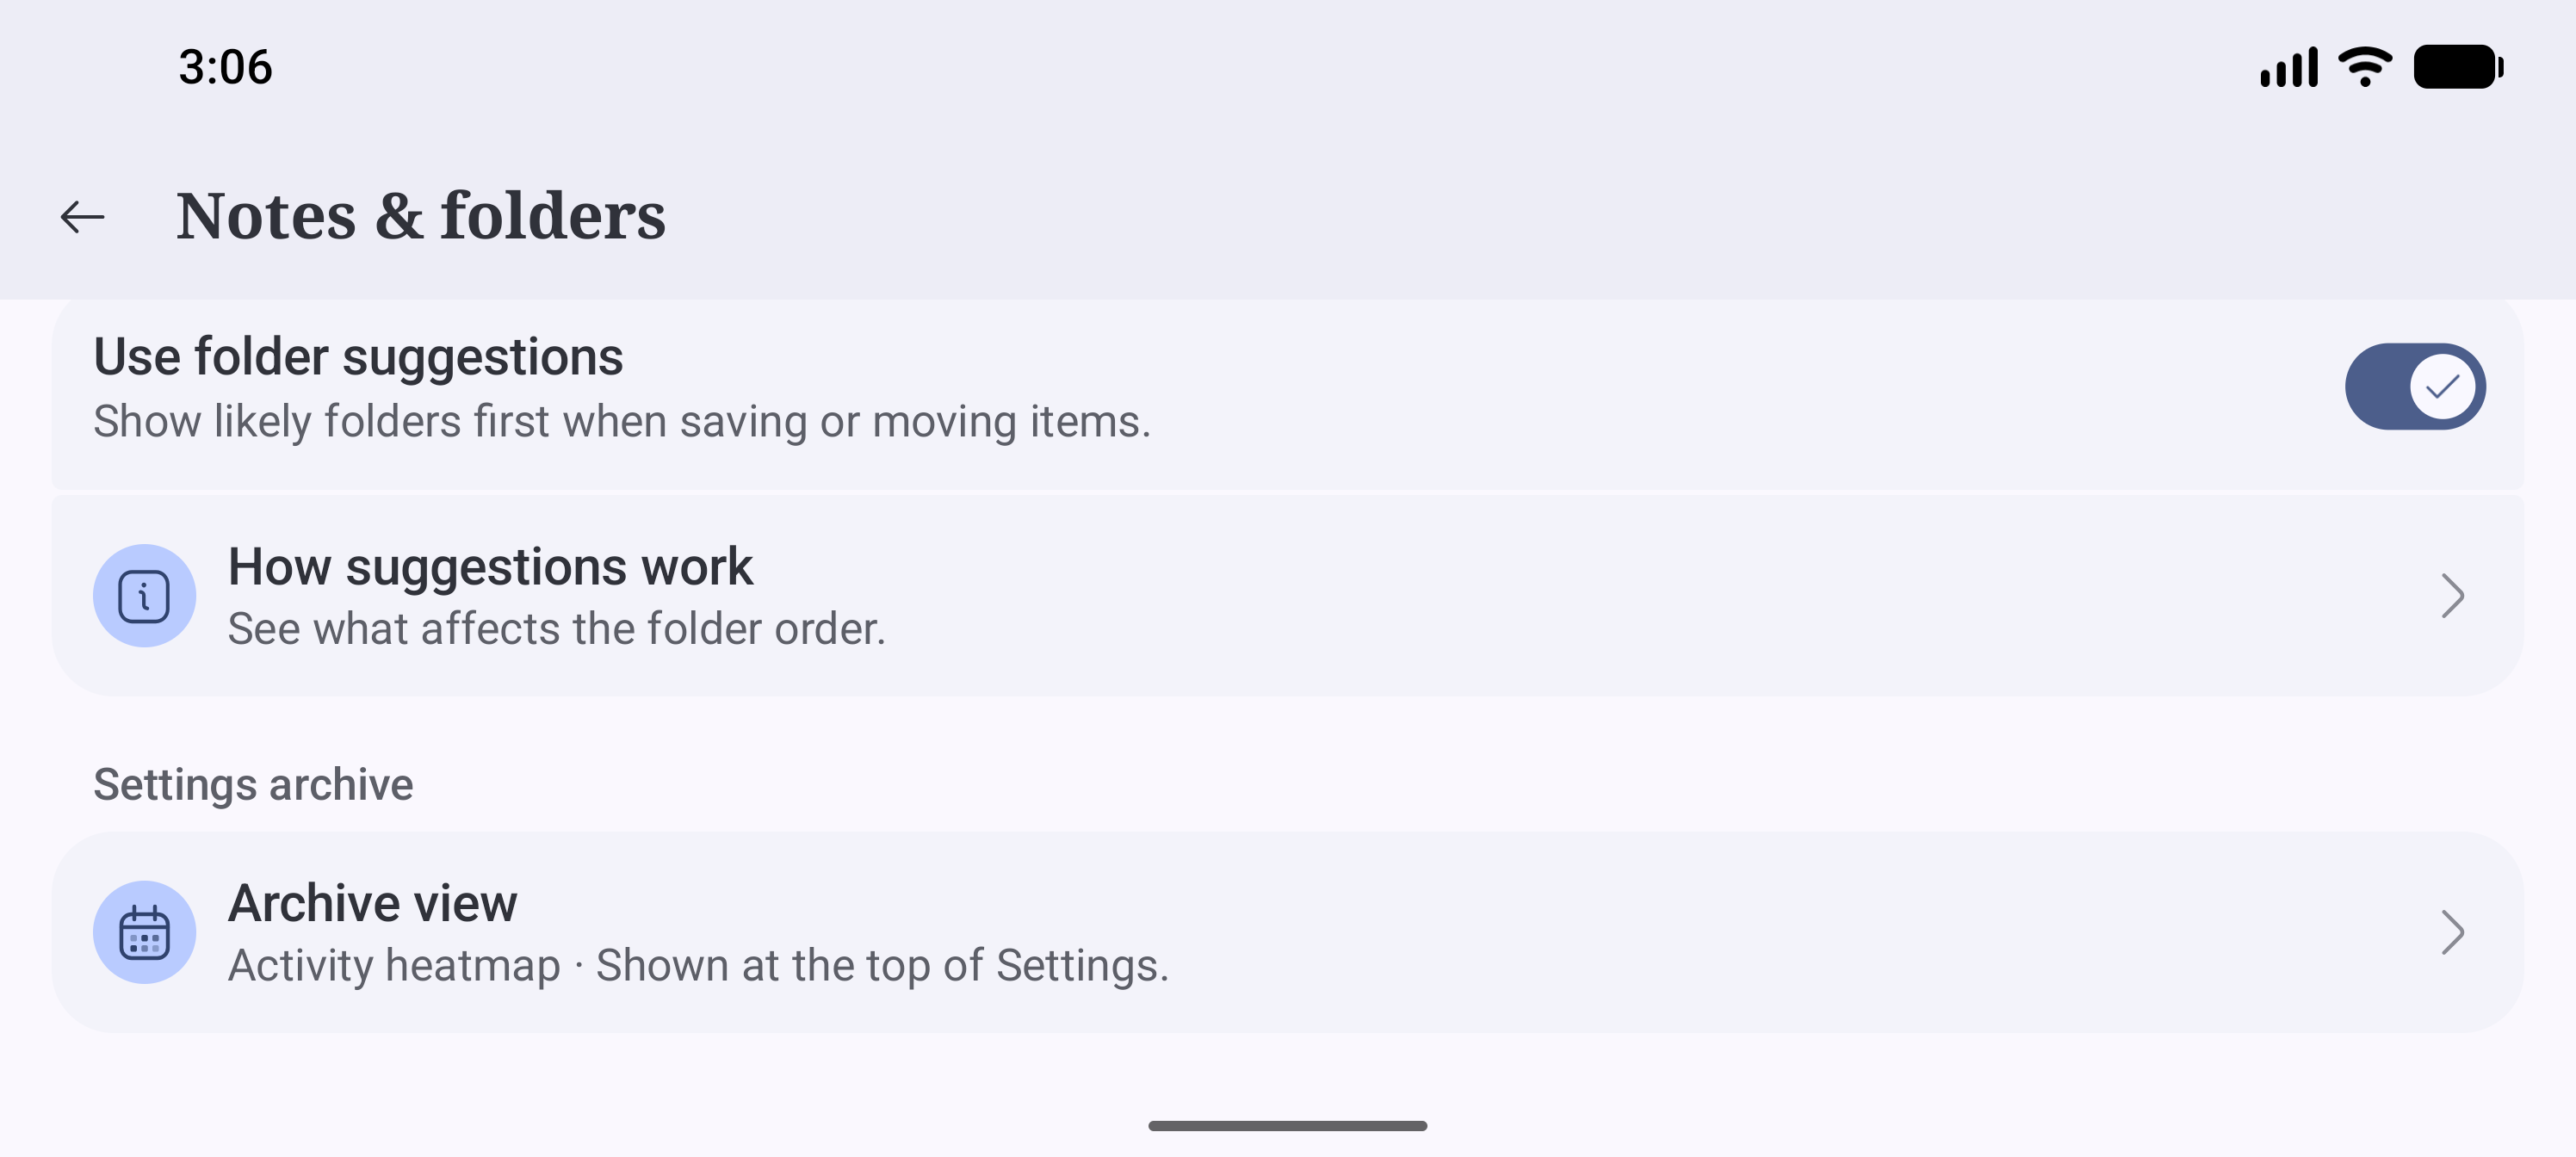 3:06
Notes & folders
Use folder suggestions
Show likely folders first when saving or moving items.
How suggestions work
See what affects the folder order.
Settings archive
Archive view
Activity heatmap · Shown at the top of Settings.